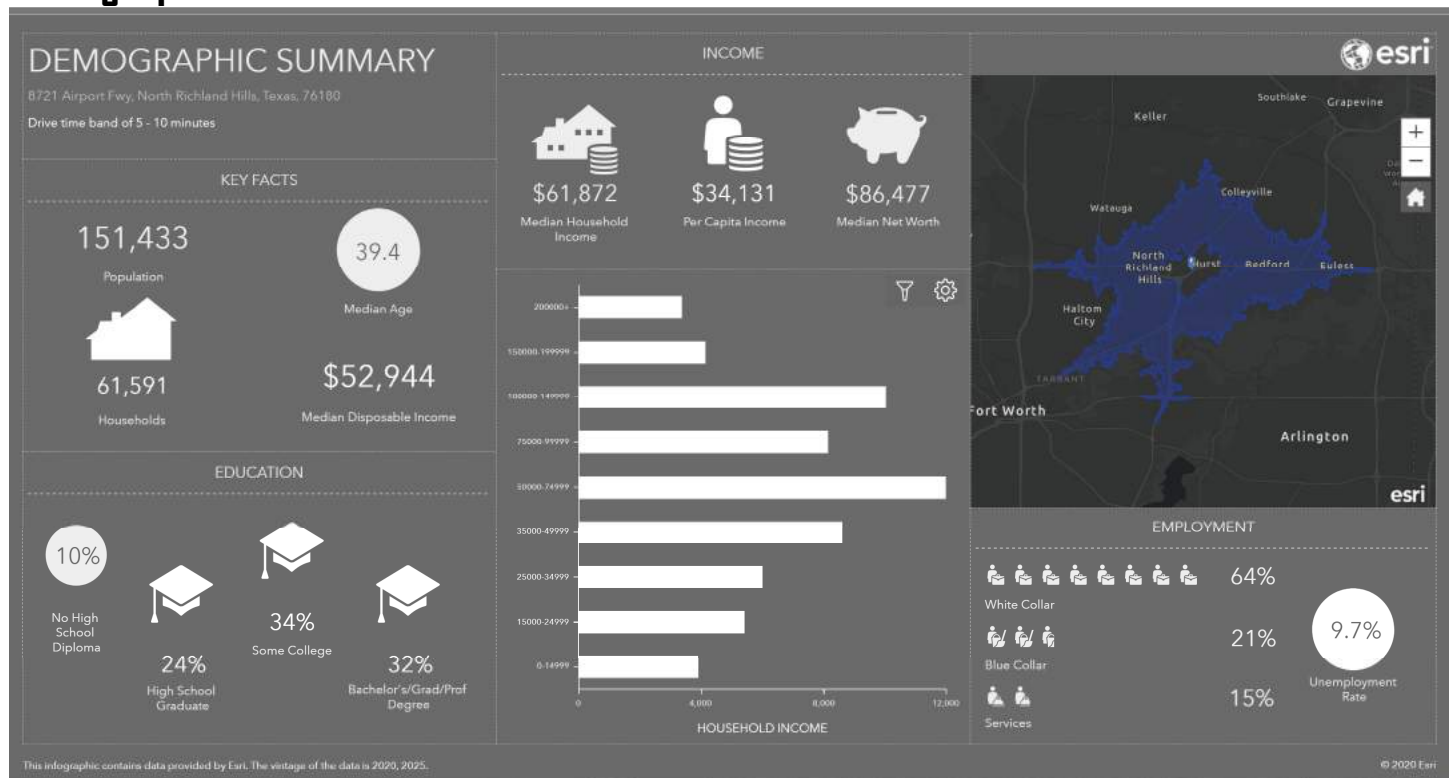 DEMOGRAPHIC SUMMARY
8721 Airport Fwy, North Richland Hills, Texas, 76180
Drive time band of 5 - 10 minutes
KEY FACTS
151,433
Population
39.4
Median Age
61,591
Households
$52,944
Median Disposable Income
EDUCATION
10%
No High
School
Diploma
24%
High School
Graduate
34%
Some College
32%
Bachelor's/Grad/Prof
Degree
INCOME
$61,872
Median Household
Income
$34,131
Per Capita Income
$86,477
Median Net Worth
200000+
150000-199999
100000-149999
75000-99999
50000-74999
35000-49999
25000-34999
15000-24999
0-14999
0
4,000
8,000
12,000
HOUSEHOLD INCOME
esri
Southlake
Grapevine
Keller
Colleyville
Watauga
North
Richland
Hills
Hurst
Bedford
Euless
Haltom
City
TARRANT
Fort Worth
Arlington
esri
EMPLOYMENT
64%
White Collar
21%
Blue Collar
15%
Services
9.7%
Unemployment
Rate
This infographic contains data provided by Esri. The vintage of the data is 2020, 2025.
© 2020 Esri